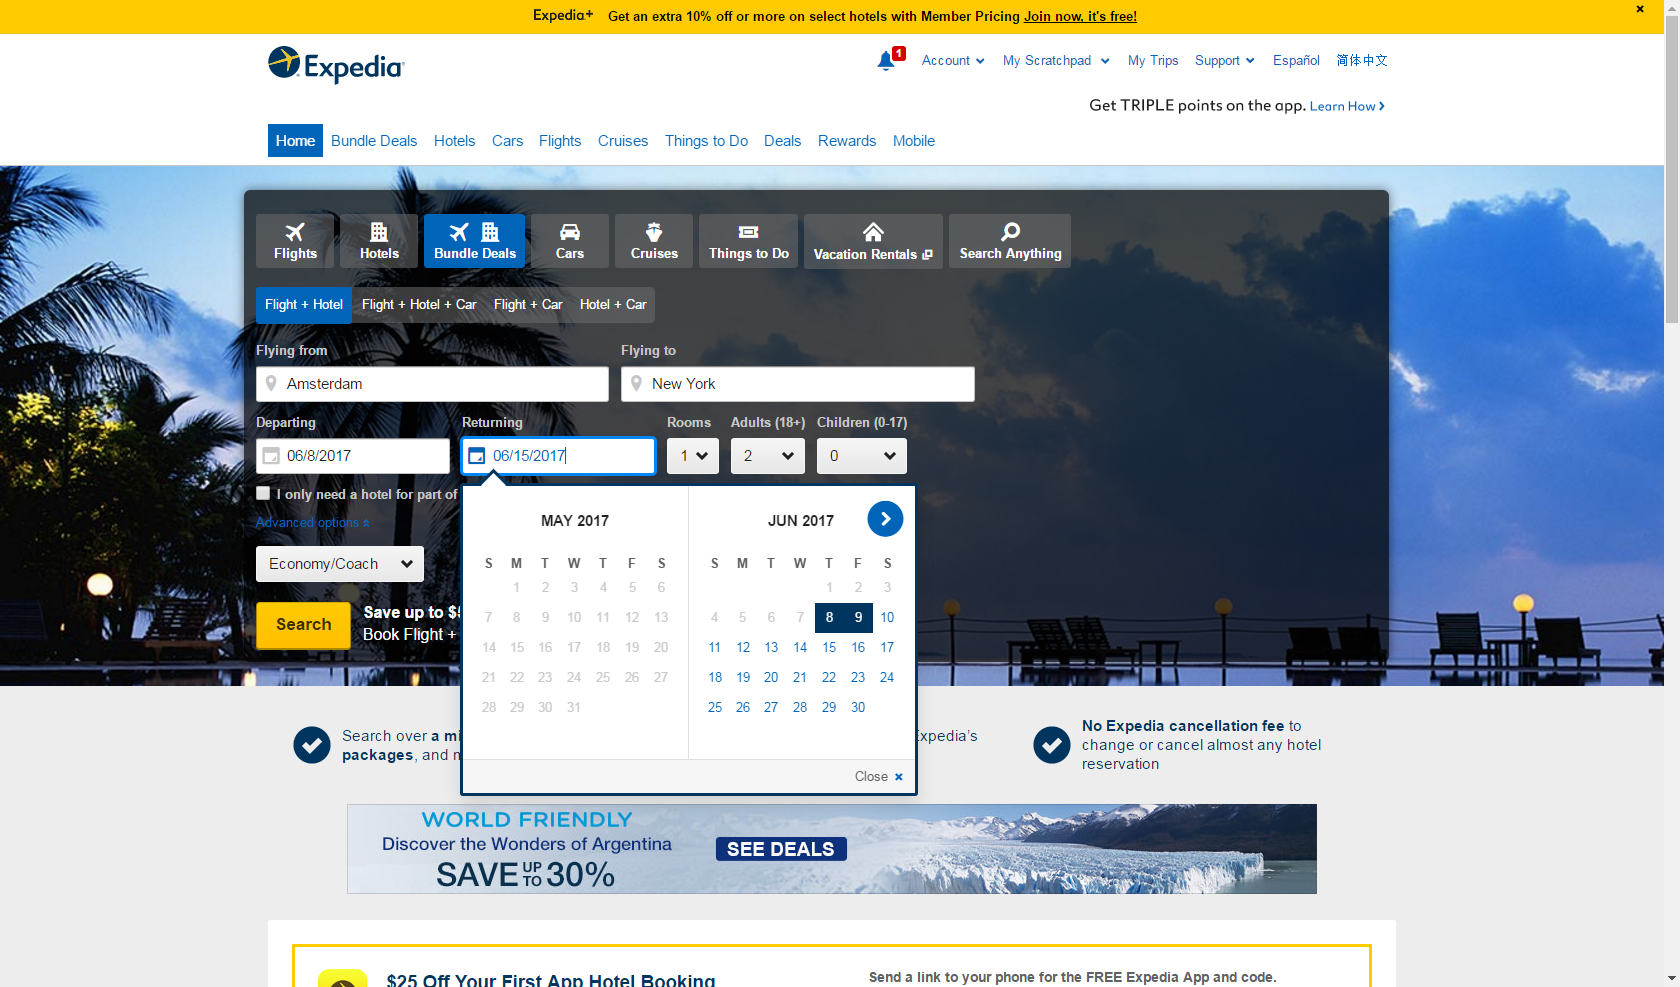 Expedia+ Get an extra 10% off or more on select hotels with Member Pricing Join now, it's free!
Expedia
1
Account My Scratchpad My Trips Support Español 简体中文
Get TRIPLE points on the app. Learn How
Home Bundle Deals Hotels Cars Flights Cruises Things to Do Deals Rewards Mobile
Flights Hotels Bundle Deals Cars Cruises Things to Do Vacation Rentals Search Anything
Flight + Hotel Flight + Hotel + Car Flight + Car Hotel + Car
Flying from Flying to
Amsterdam New York
Departing Returning Rooms Adults (18+) Children (0-17)
06/8/2017 06/15/2017 1 2 0
I only need a hotel for part of
Advanced options
Economy/Coach
Search
Save up to $
Book Flight +
MAY 2017
S M T W T F S
1 2 3 4 5 6
7 8 9 10 11 12 13
14 15 16 17 18 19 20
21 22 23 24 25 26 27
28 29 30 31
JUN 2017
S M T W T F S
1 2 3
4 5 6 7 8 9 10
11 12 13 14 15 16 17
18 19 20 21 22 23 24
25 26 27 28 29 30
Close
Search over a mi
packages, and m
Expedia's
No Expedia cancellation fee to
change or cancel almost any hotel
reservation
WORLD FRIENDLY
Discover the Wonders of Argentina
SAVE UP TO 30%
SEE DEALS
$25 Off Your First App Hotel Booking
Send a link to your phone for the FREE Expedia App and code.